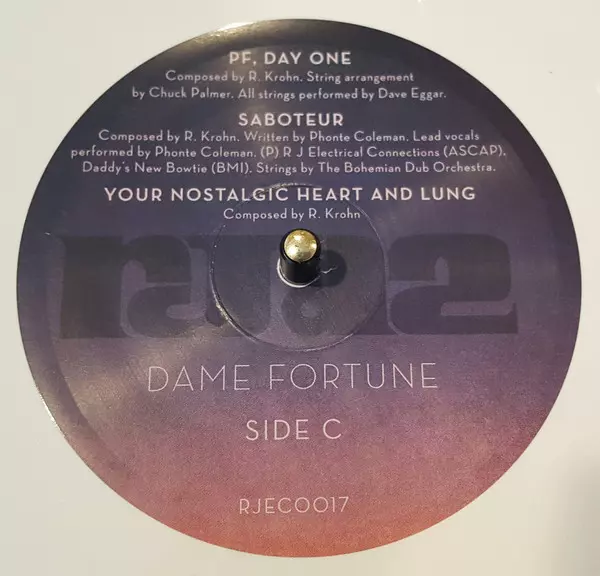 PF, DAY ONE
Composed by R. Krohn. String arrangement
by Chuck Palmer. All strings performed by Dave Eggar.
SABOTEUR
Composed by R. Krohn. Written by Phonte Coleman. Lead vocals
performed by Phonte Coleman. (P) R J Electrical Connections (ASCAP),
Daddy's New Bowtie (BMI). Strings by The Bohemian Dub Orchestra.
YOUR NOSTALGIC HEART AND LUNG
Composed by R. Krohn
rjd2
DAME FORTUNE
SIDE C
RJEC0017